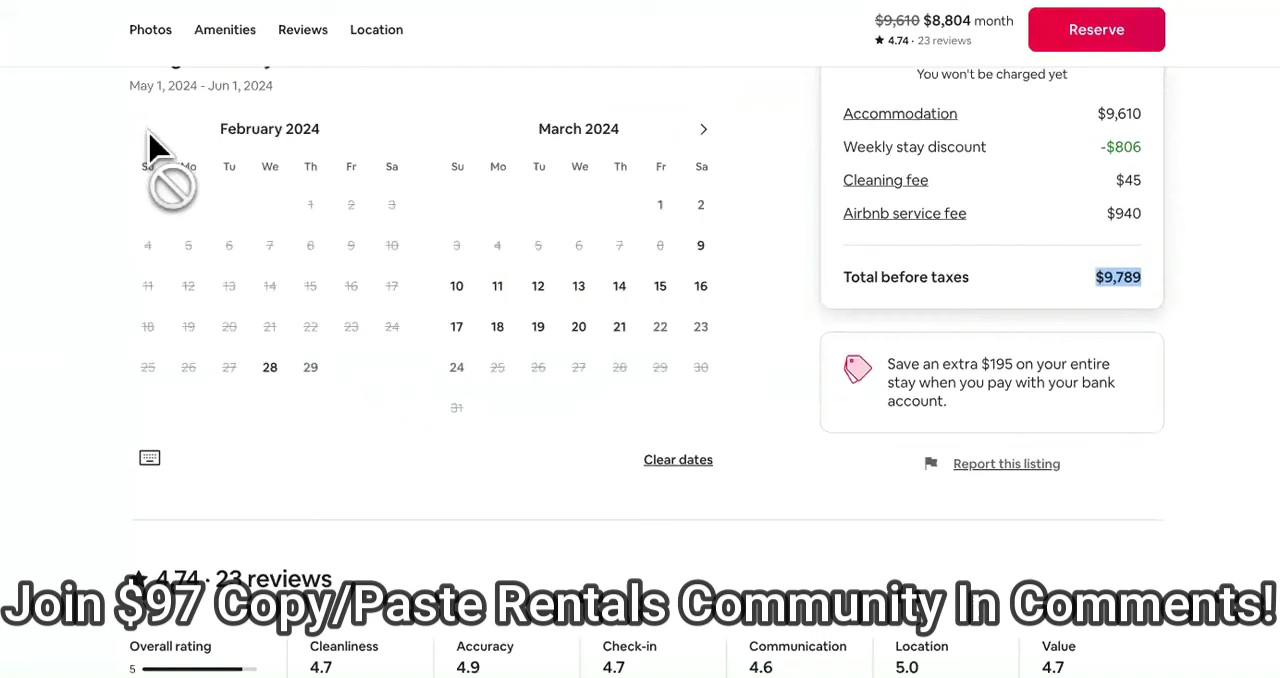 Photos Amenities Reviews Location
$9,610 $8,804 month
★ 4.74 · 23 reviews
Reserve
May 1, 2024 - Jun 1, 2024
February 2024
Mo Tu We Th Fr Sa
1 2 3
4 5 6 7 8 9 10
11 12 13 14 15 16 17
18 19 20 21 22 23 24
25 26 27 28 29
March 2024
Su Mo Tu We Th Fr Sa
1 2
3 4 5 6 7 8 9
10 11 12 13 14 15 16
17 18 19 20 21 22 23
24 25 26 27 28 29 30
31
Clear dates
You won't be charged yet
Accommodation $9,610
Weekly stay discount -$806
Cleaning fee $45
Airbnb service fee $940
Total before taxes $9,789
Save an extra $195 on your entire
stay when you pay with your bank
account.
Report this listing
★ 4.74 · 23 reviews
Join $97 Copy/Paste Rentals Community In Comments!
Overall rating
5
Cleanliness
4.7
Accuracy
4.9
Check-in
4.7
Communication
4.6
Location
5.0
Value
4.7